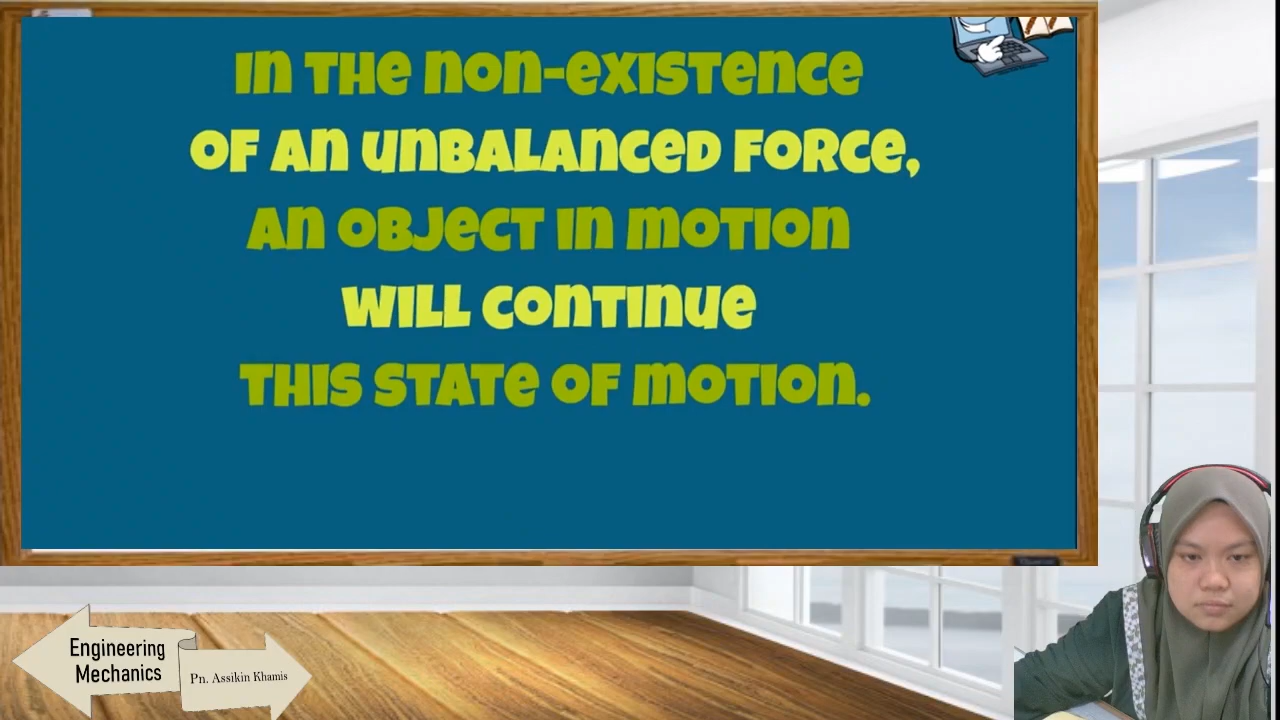 In the non-existence
of an unbalanced force,
an object in motion
will continue
this state of motion.
Engineering
Mechanics
Pn. Assikin Khamis